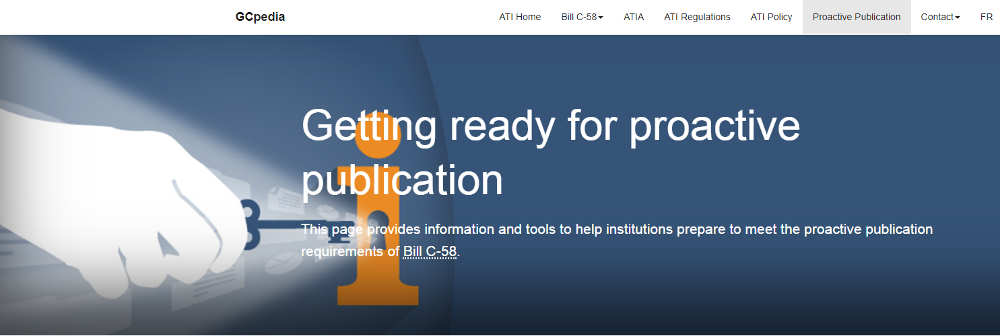 GCpedia ATI Home Bill C-58 ATIA ATI Regulations ATI Policy Proactive Publication Contact FR
Getting ready for proactive
publication
This page provides information and tools to help institutions prepare to meet the proactive publication
requirements of Bill C-58.